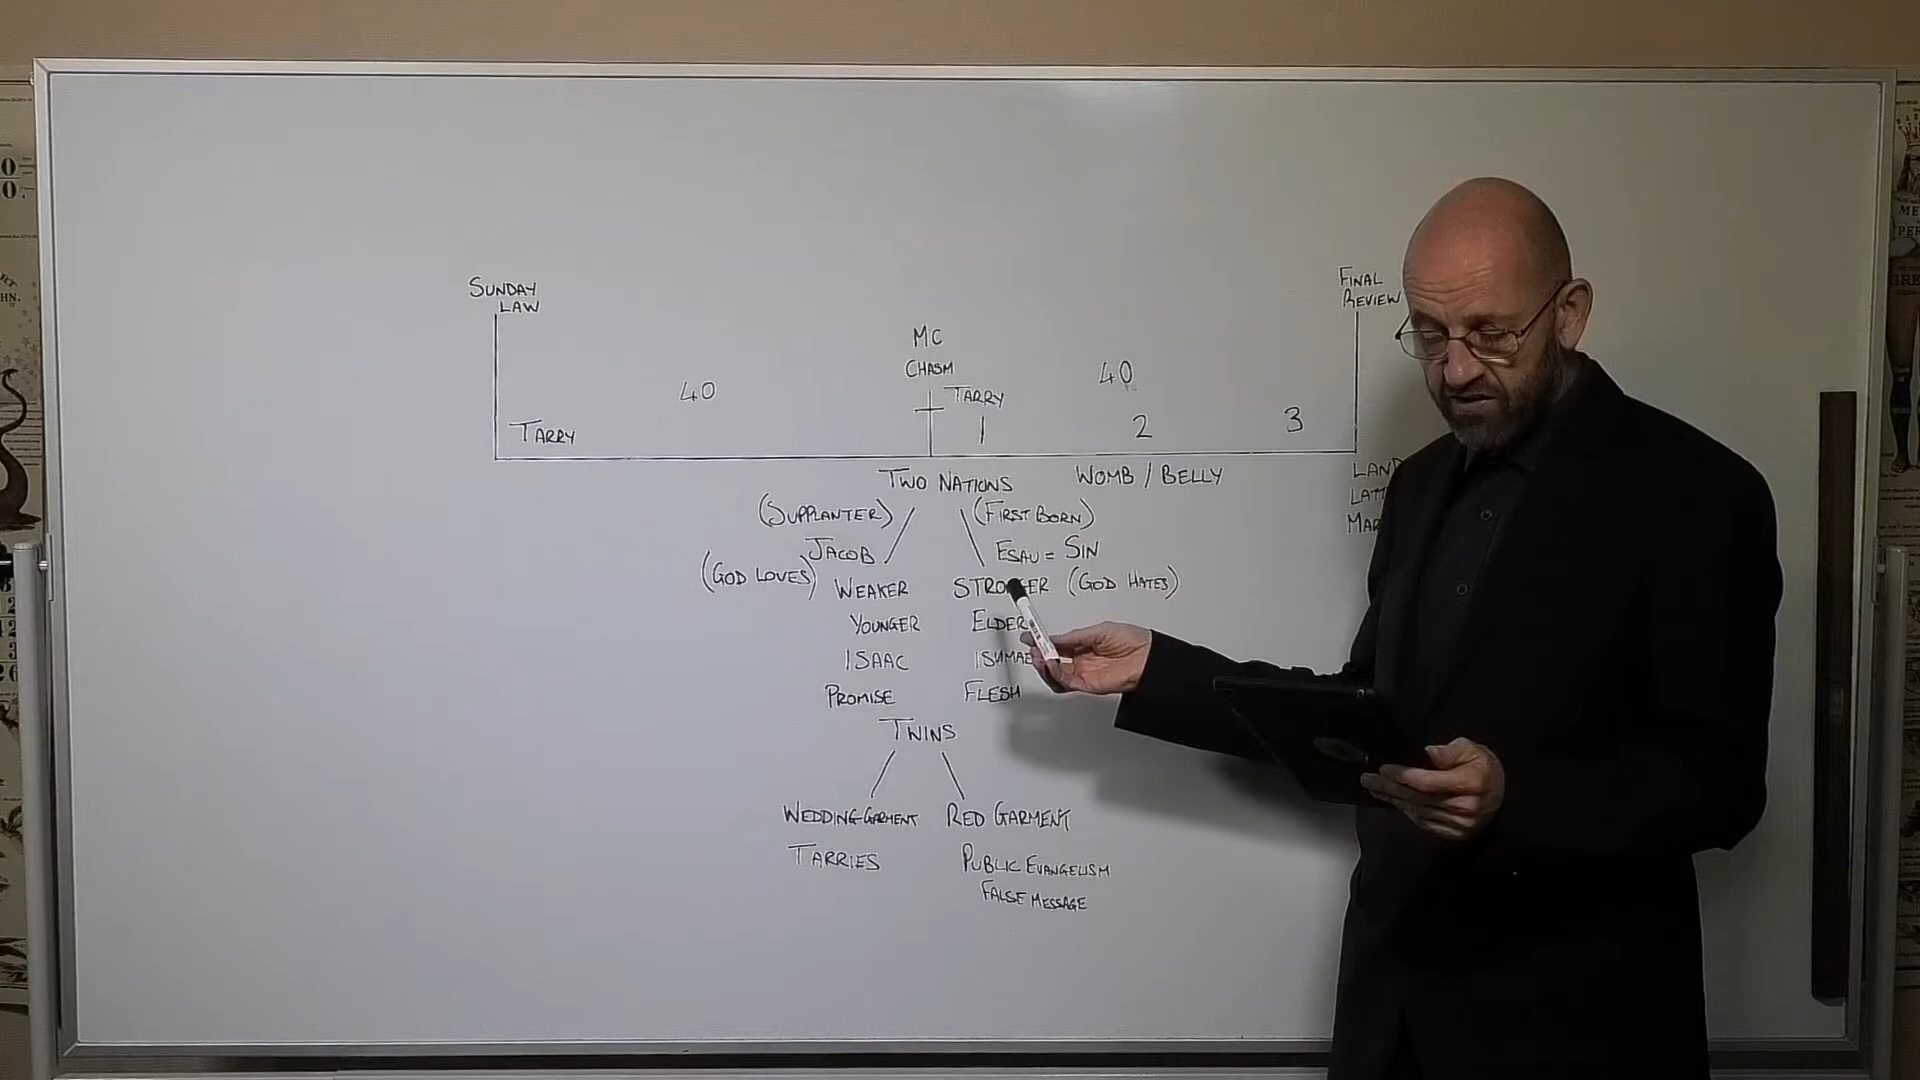 SUNDAY
LAW
FINAL
REVIEW
MC
CHASM
40
40
TARRY
TARRY
1
2
3
TWO NATIONS
WOMB / BELLY
(SUPPLANTER)
(FIRST BORN)
JACOB
ESAU = SIN
(GOD LOVES)
WEAKER
(GOD HATES)
YOUNGER
ELDER
ISAAC
PROMISE
FLESH
TWINS
WEDDING GARMENT
RED GARMENT
TARRIES
PUBLIC EVANGELISM
FALSE MESSAGE
LAND